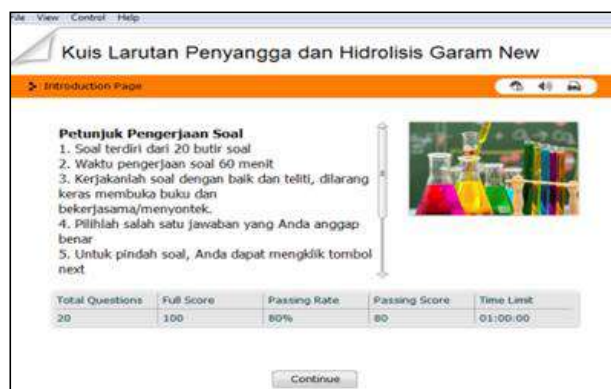 File View Control Help
Kuis Larutan Penyangga dan Hidrolisis Garam New
Introduction Page
Petunjuk Pengerjaan Soal
1. Soal terdiri dari 20 butir soal
2. Waktu pengerjaan soal 60 menit
3. Kerjakanlah soal dengan baik dan teliti, dilarang
keras membuka buku dan
bekerjasama/menyontek.
4. Pilihlah salah satu jawaban yang Anda anggap
benar
5. Untuk pindah soal, Anda dapat mengklik tombol
next
Total Questions Full Score Passing Rate Passing Score Time Limit
20 100 80% 80 01:00:00
Continue